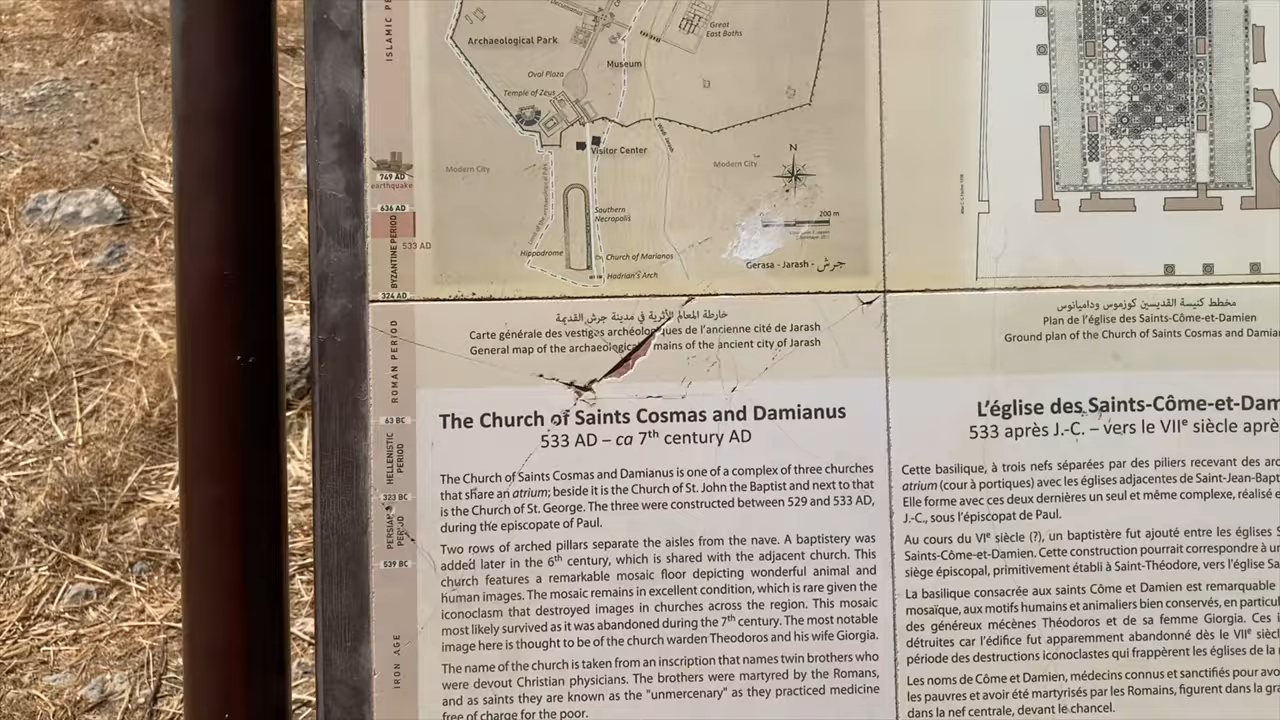 ISLAMIC PE
749 AD
earthquake
636 AD
533 AD
BYZANTINE PERIOD
324 AD
ROMAN PERIOD
63 BC
HELLENISTIC
PERIOD
323 BC
PERSIAN
PERIOD
539 BC
IRON AGE
Great
East Baths
Archaeological Park
Museum
Oval Plaza
Temple of Zeus
Visitor Center
Modern City
Modern City
N
200 m
Southern
Necropolis
Hippodrome
Church of Marianos
Hadrian's Arch
Gerasa - Jarash - جرش
خارطة المعالم الأثرية في مدينة جرش القديمة
Carte générale des vestiges archéologiques de l'ancienne cité de Jarash
General map of the archaeologica mains of the ancient city of Jarash
مخطط كنيسة القديسين كوزموس وداميانوس
Plan de l'église des Saints-Côme-et-Damien
Ground plan of the Church of Saints Cosmas and Damia
The Church of Saints Cosmas and Damianus
533 AD – ca 7th century AD
The Church of Saints Cosmas and Damianus is one of a complex of three churches
that share an atrium; beside it is the Church of St. John the Baptist and next to that
is the Church of St. George. The three were constructed between 529 and 533 AD,
during the episcopate of Paul.
Two rows of arched pillars separate the aisles from the nave. A baptistery was
added later in the 6th century, which is shared with the adjacent church. This
church features a remarkable mosaic floor depicting wonderful animal and
human images. The mosaic remains in excellent condition, which is rare given the
iconoclasm that destroyed images in churches across the region. This mosaic
most likely survived as it was abandoned during the 7th century. The most notable
image here is thought to be of the church warden Theodoros and his wife Giorgia.
The name of the church is taken from an inscription that names twin brothers who
were devout Christian physicians. The brothers were martyred by the Romans,
and as saints they are known as the "unmercenary" as they practiced medicine
free of charge for the poor.
L'église des Saints-Côme-et-Dam
533 après J.-C. – vers le VIIe siècle aprè
Cette basilique, à trois nefs séparées par des piliers recevant des arc
atrium (cour à portiques) avec les églises adjacentes de Saint-Jean-Bapt
Elle forme avec ces deux dernières un seul et même complexe, réalisé e
J.-C., sous l'épiscopat de Paul.
Au cours du VIe siècle (?), un baptistère fut ajouté entre les églises S
Saints-Côme-et-Damien. Cette construction pourrait correspondre à un
siège épiscopal, primitivement établi à Saint-Théodore, vers l'église Sa
La basilique consacrée aux saints Côme et Damien est remarquable
mosaïque, aux motifs humains et animaliers bien conservés, en particul
des généreux mécènes Théodoros et de sa femme Giorgia. Ces i
détruites car l'édifice fut apparemment abandonné dès le VIIe siècl
période des destructions iconoclastes qui frappèrent les églises de la
Les noms de Côme et Damien, médecins connus et sanctifiés pour avo
les pauvres et avoir été martyrisés par les Romains, figurent dans la gra
dans la nef centrale, devant le chancel.